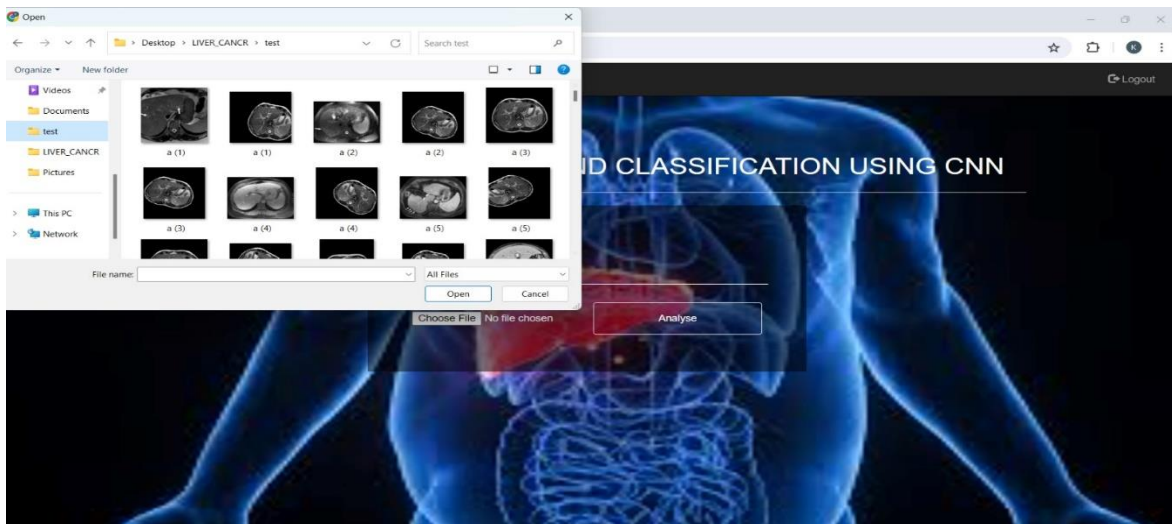 Open
Desktop > LIVER_CANCR > test
Search test
Organize
New folder
Videos
Documents
test
LIVER_CANCR
Pictures
This PC
Network
a (1) a (1) a (2) a (2) a (3)
a (3) a (4) a (4) a (5) a (5)
File name:
All Files
Open
Cancel
K
Logout
ND CLASSIFICATION USING CNN
Choose File No file chosen
Analyse